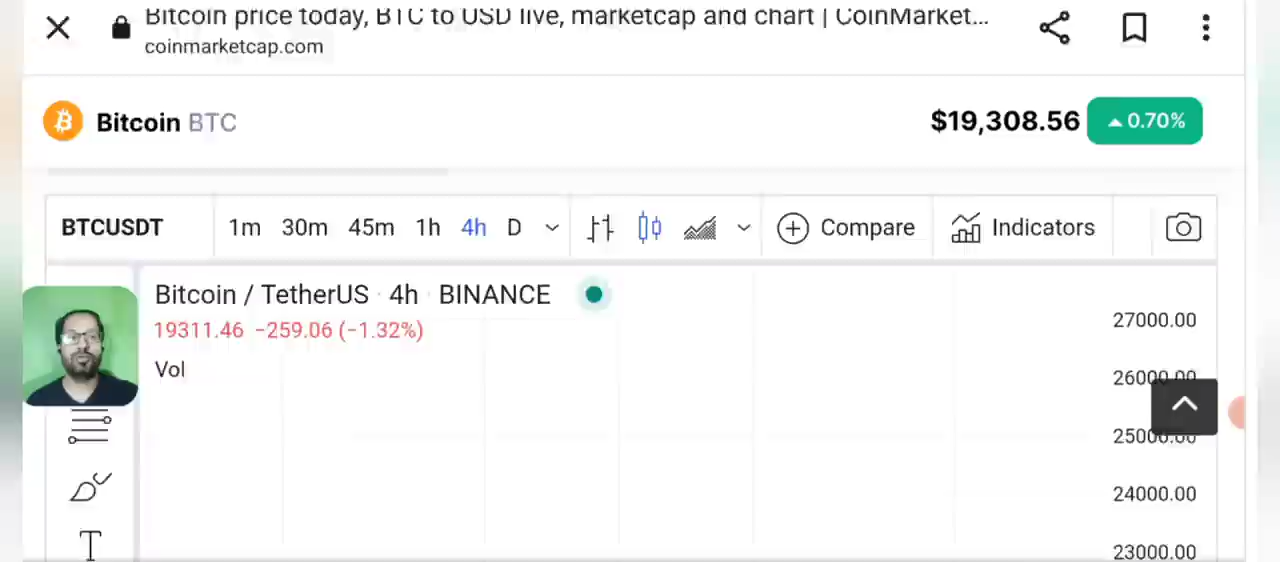 Bitcoin price today, BTC to USD live, marketcap and chart | CoinMarket...
coinmarketcap.com
Bitcoin BTC
$19,308.56 0.70%
BTCUSDT 1m 30m 45m 1h 4h D Compare Indicators
Bitcoin / TetherUS · 4h · BINANCE
19311.46 −259.06 (−1.32%)
Vol
27000.00
26000.00
25000.00
24000.00
23000.00